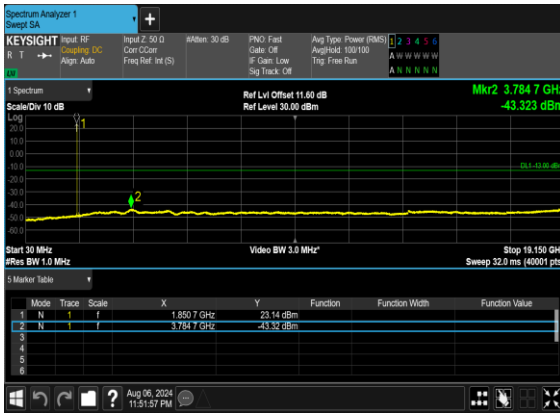 Spectrum Analyzer 1
Swept SA
+
KEYSIGHT Input: RF Input Z: 50 Ω #Atten: 30 dB PNO: Fast Avg Type: Power (RMS) 1 2 3 4 5 6
R T Coupling: DC Corr CCorr Gate: Off Avg|Hold: 100/100 A W W W W W
Align: Auto Freq Ref: Int (S) IF Gain: Low Trig: Free Run
LW Sig Track: Off A N N N N N
1 Spectrum Ref Lvl Offset 11.60 dB Mkr2 3.784 7 GHz
Scale/Div 10 dB Ref Level 30.00 dBm -43.323 dBm
Log
20.0
10.0
0.00
-10.0
-20.0
-30.0
-40.0
-50.0
-60.0
1
2
DL1 -13.00 dBm
Start 30 MHz Video BW 3.0 MHz* Stop 19.150 GHz
#Res BW 1.0 MHz Sweep 32.0 ms (40001 pts)
5 Marker Table
Mode Trace Scale X Y Function Function Width Function Value
1 N 1 f 1.850 7 GHz 23.14 dBm
2 N 1 f 3.784 7 GHz -43.32 dBm
3
4
5
6
? Aug 06, 2024
11:51:57 PM